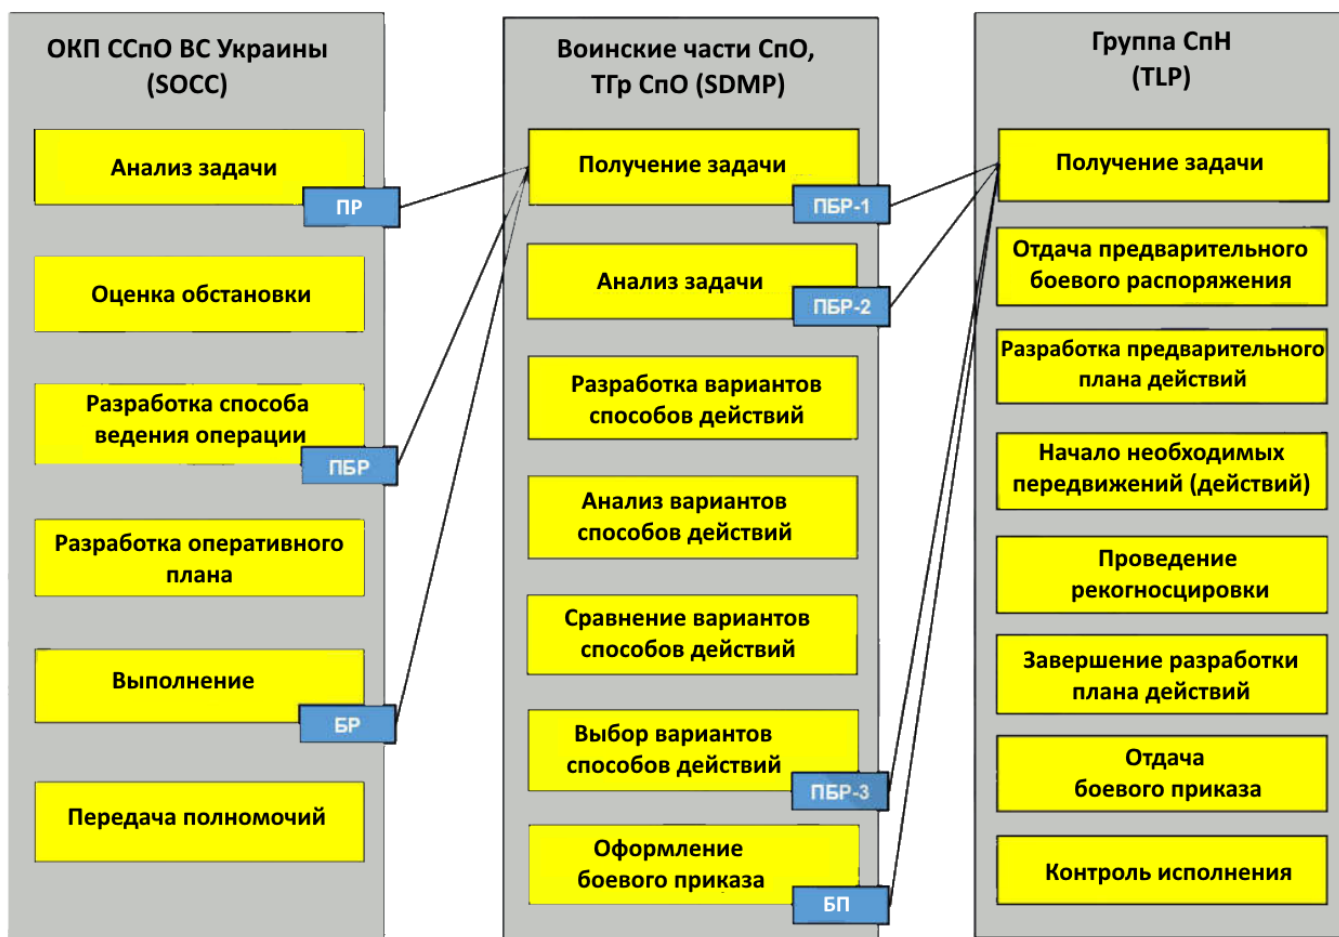 ОКП ССпО ВС Украины
(SOCC)
Анализ задачи
ПР
Оценка обстановки
Разработка способа
ведения операции
ПБР
Разработка оперативного
плана
Выполнение
БР
Передача полномочий
Воинские части СпО,
ТГр СпО (SDMP)
Получение задачи
ПБР-1
Анализ задачи
ПБР-2
Разработка вариантов
способов действий
Анализ вариантов
способов действий
Сравнение вариантов
способов действий
Выбор вариантов
способов действий
ПБР-3
Оформление
боевого приказа
БП
Группа СпН
(TLP)
Получение задачи
Отдача предварительного
боевого распоряжения
Разработка предварительного
плана действий
Начало необходимых
передвижений (действий)
Проведение
рекогносцировки
Завершение разработки
плана действий
Отдача
боевого приказа
Контроль исполнения